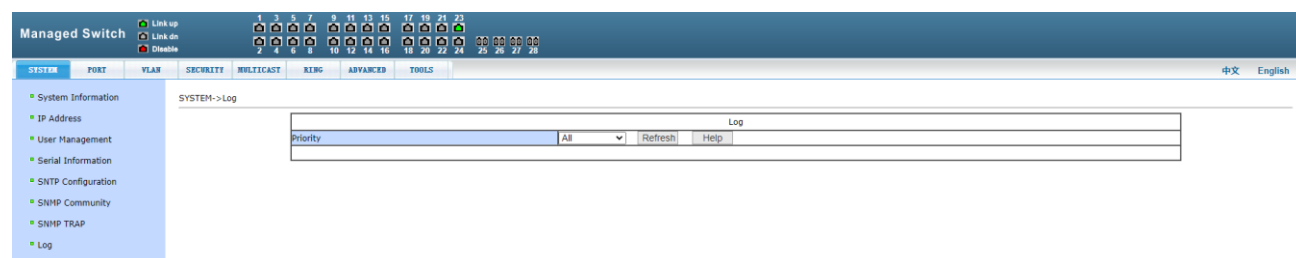 Managed Switch
Link up
Link dn
Disable
1 3 5 7 9 11 13 15 17 19 21 23
2 4 6 8 10 12 14 16 18 20 22 24 25 26 27 28
SYSTEM PORT VLAN SECURITY MULTICAST RING ADVANCED TOOLS 中文 English
System Information
IP Address
User Management
Serial Information
SNTP Configuration
SNMP Community
SNMP TRAP
Log
SYSTEM->Log
Log
Priority All Refresh Help